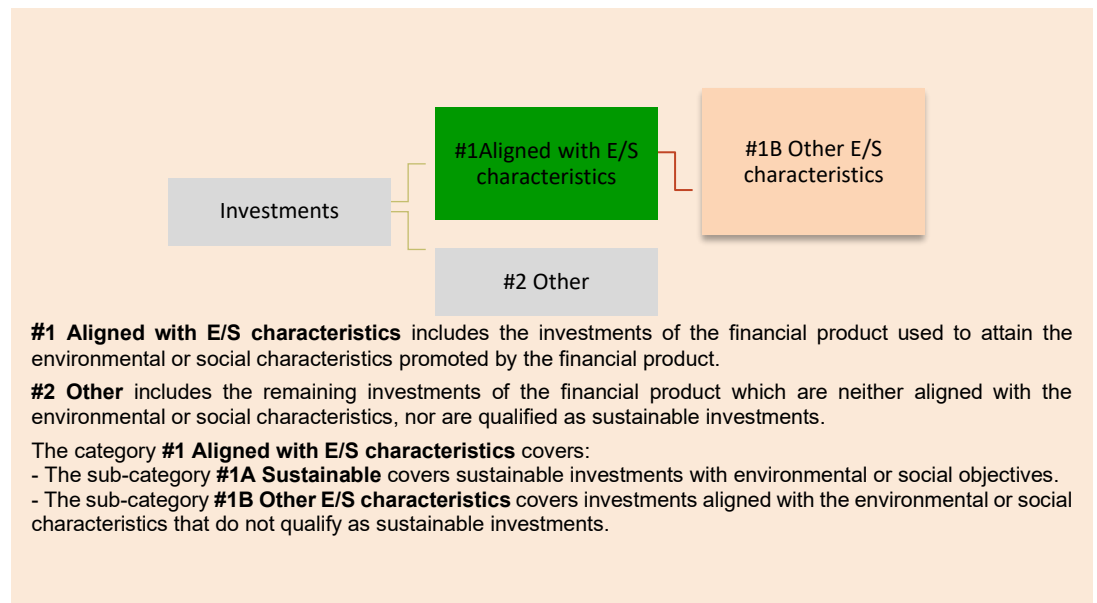 #1Aligned with E/S
characteristics
#1B Other E/S
characteristics
Investments
#2 Other
#1 Aligned with E/S characteristics includes the investments of the financial product used to attain the
environmental or social characteristics promoted by the financial product.
#2 Other includes the remaining investments of the financial product which are neither aligned with the
environmental or social characteristics, nor are qualified as sustainable investments.
The category #1 Aligned with E/S characteristics covers:
- The sub-category #1A Sustainable covers sustainable investments with environmental or social objectives.
- The sub-category #1B Other E/S characteristics covers investments aligned with the environmental or social
characteristics that do not qualify as sustainable investments.